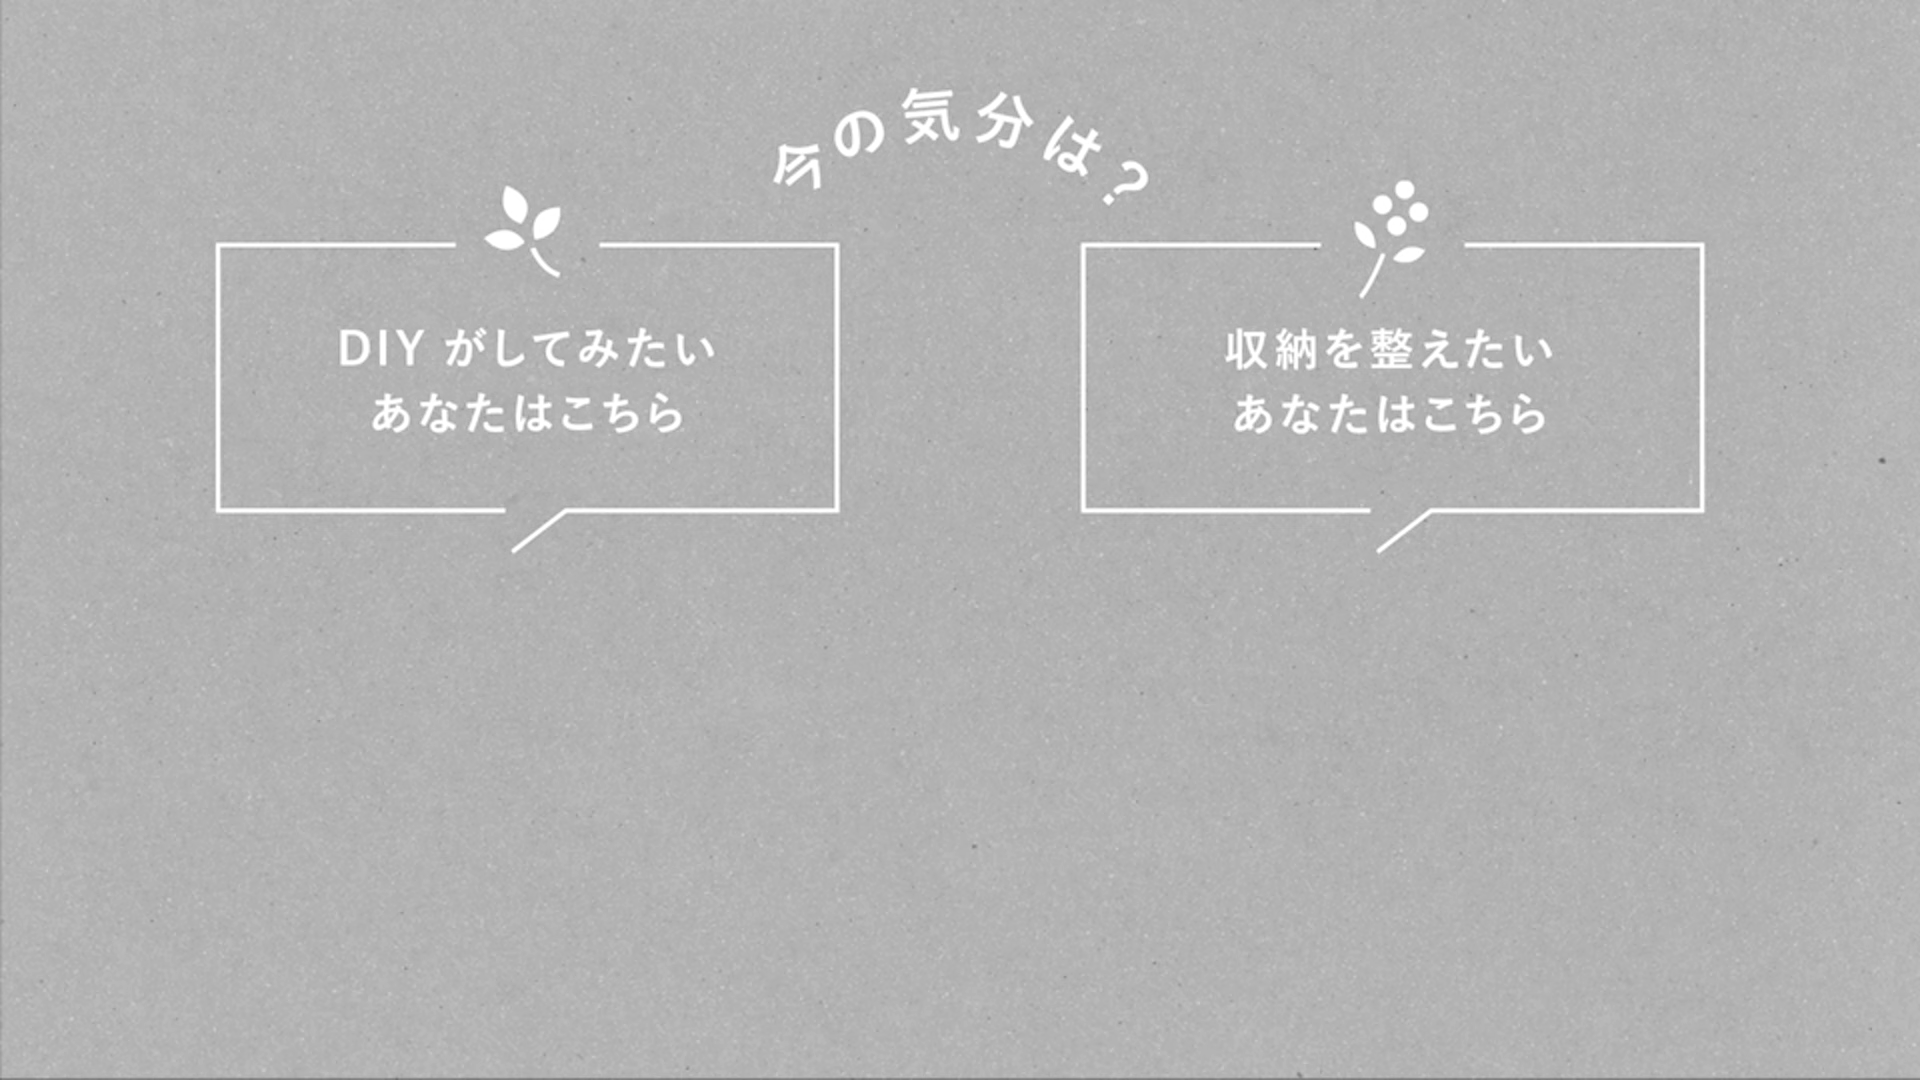 今の気分は？
DIY がしてみたい
あなたはこちら
収納を整えたい
あなたはこちら